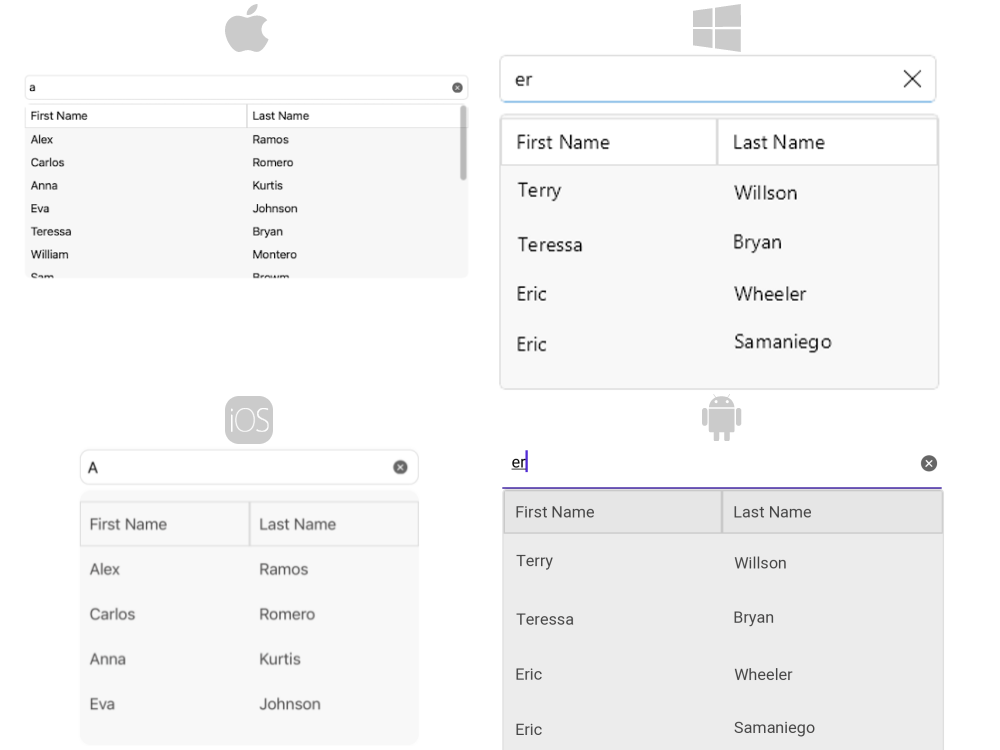 a
First Name Last Name
Alex Ramos
Carlos Romero
Anna Kurtis
Eva Johnson
Teressa Bryan
William Montero
Sam Browm
er
First Name Last Name
Terry Willson
Teressa Bryan
Eric Wheeler
Eric Samaniego
iOS
A
First Name Last Name
Alex Ramos
Carlos Romero
Anna Kurtis
Eva Johnson
er
First Name Last Name
Terry Willson
Teressa Bryan
Eric Wheeler
Eric Samaniego